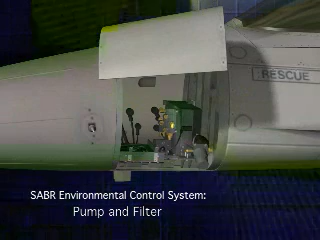 RESCUE
SABR Environmental Control System:
Pump and Filter